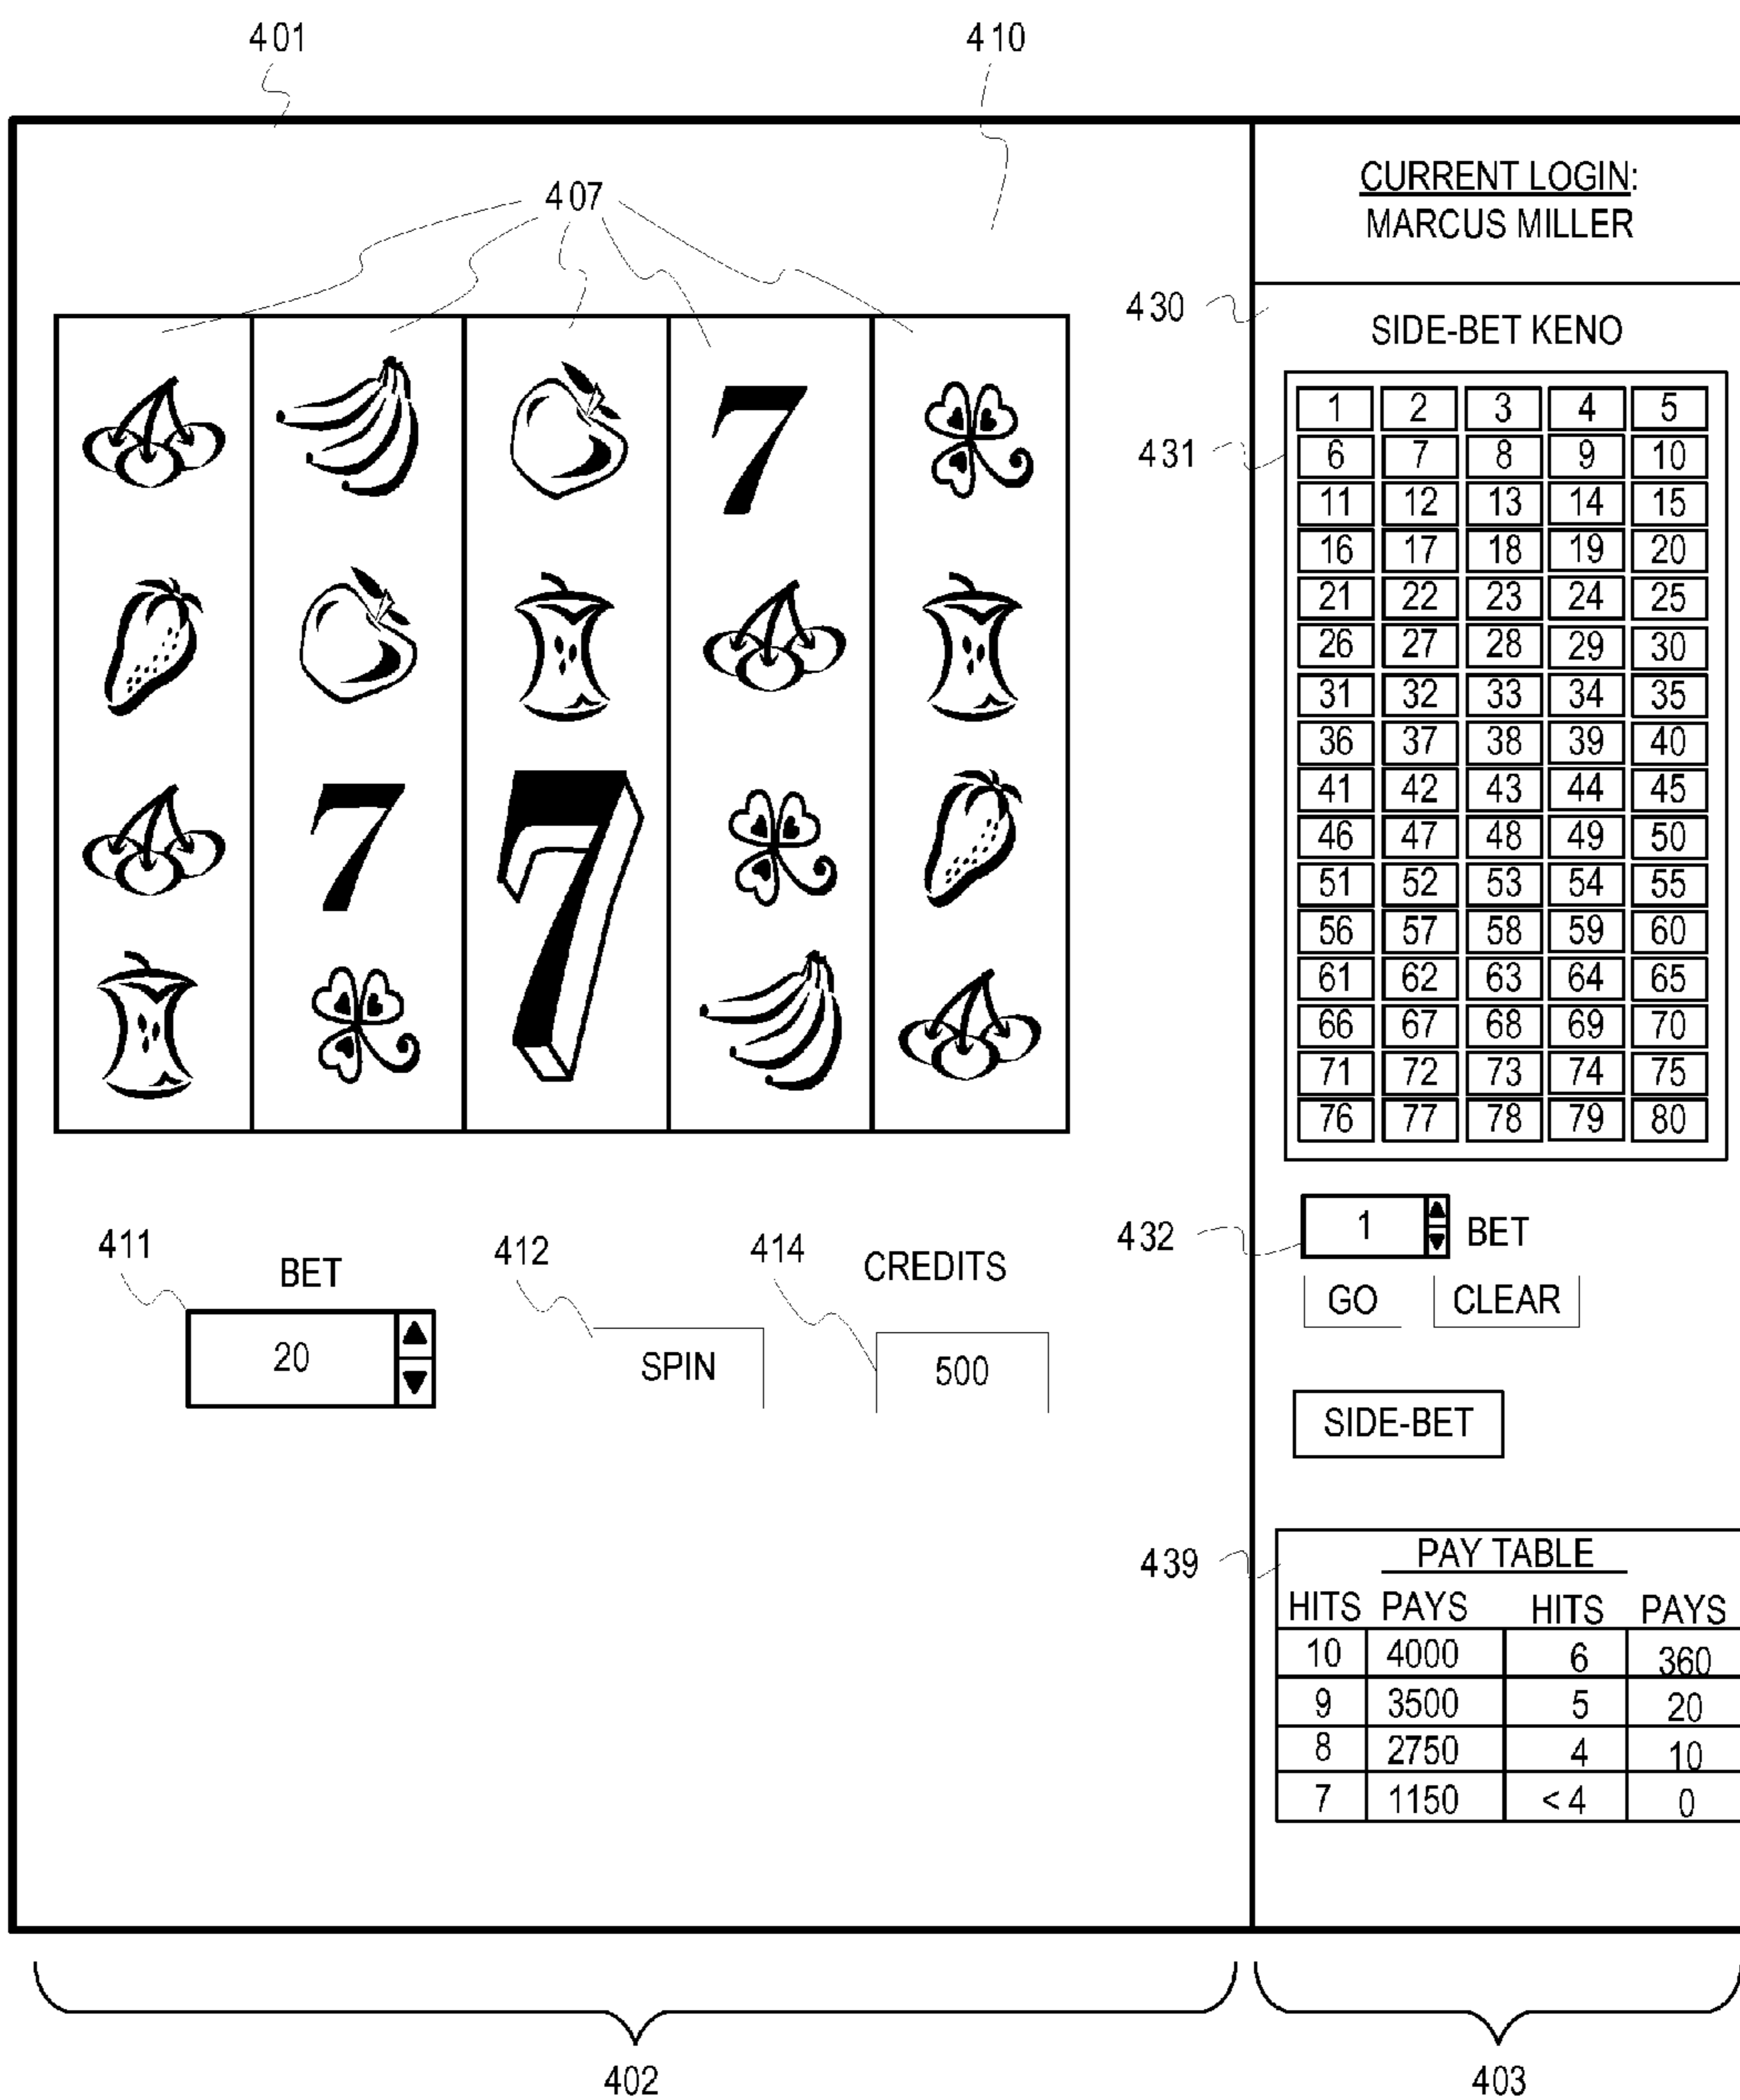 401
410
407
CURRENT LOGIN:
MARCUS MILLER
430
SIDE-BET KENO
431
1 2 3 4 5
6 7 8 9 10
11 12 13 14 15
16 17 18 19 20
21 22 23 24 25
26 27 28 29 30
31 32 33 34 35
36 37 38 39 40
41 42 43 44 45
46 47 48 49 50
51 52 53 54 55
56 57 58 59 60
61 62 63 64 65
66 67 68 69 70
71 72 73 74 75
76 77 78 79 80
7
7
7
411
BET
20
412
SPIN
414
CREDITS
500
432
1 BET
GO CLEAR
SIDE-BET
439
PAY TABLE
HITS PAYS HITS PAYS
10 4000 6 360
9 3500 5 20
8 2750 4 10
7 1150 <4 0
402
403